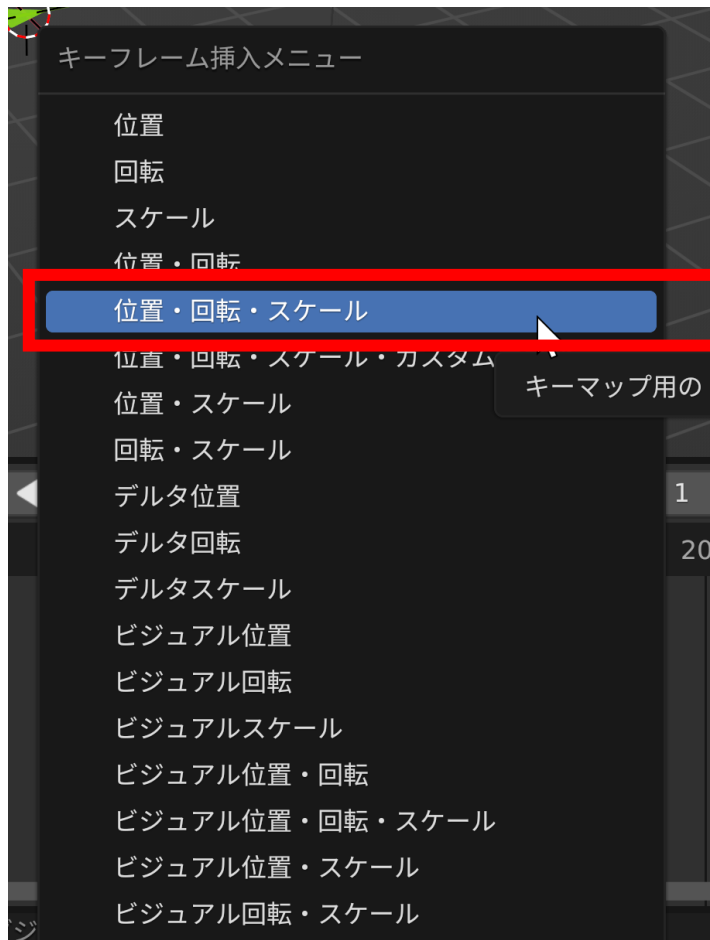 キーフレーム挿入メニュー
位置
回転
スケール
位置・回転
位置・回転・スケール
位置・回転・スケール・カスタム
キーマップ用の
位置・スケール
回転・スケール
デルタ位置
1
デルタ回転
20
デルタスケール
ビジュアル位置
ビジュアル回転
ビジュアルスケール
ビジュアル位置・回転
ビジュアル位置・回転・スケール
ビジュアル位置・スケール
ビジュアル回転・スケール